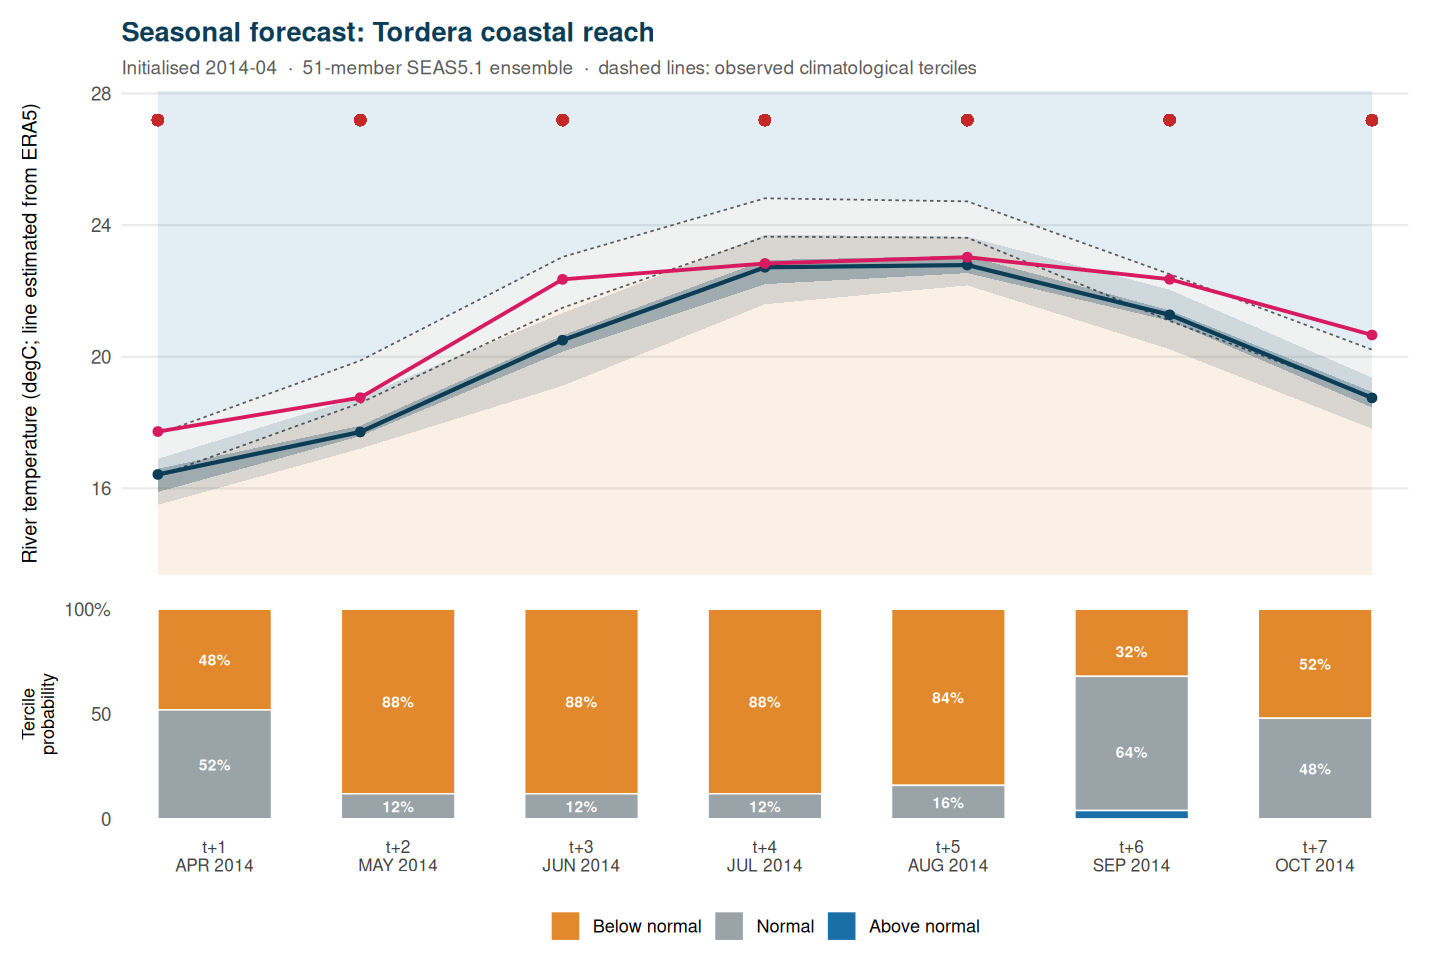 Seasonal forecast: Tordera coastal reach
Initialised 2014-04 · 51-member SEAS5.1 ensemble · dashed lines: observed climatological terciles
River temperature (degC; line estimated from ERA5)
28
24
20
16
Tercile
probability
100%
50
0
48%
52%
88%
12%
88%
12%
88%
12%
84%
16%
32%
64%
52%
48%
t+1
APR 2014
t+2
MAY 2014
t+3
JUN 2014
t+4
JUL 2014
t+5
AUG 2014
t+6
SEP 2014
t+7
OCT 2014
Below normal
Normal
Above normal